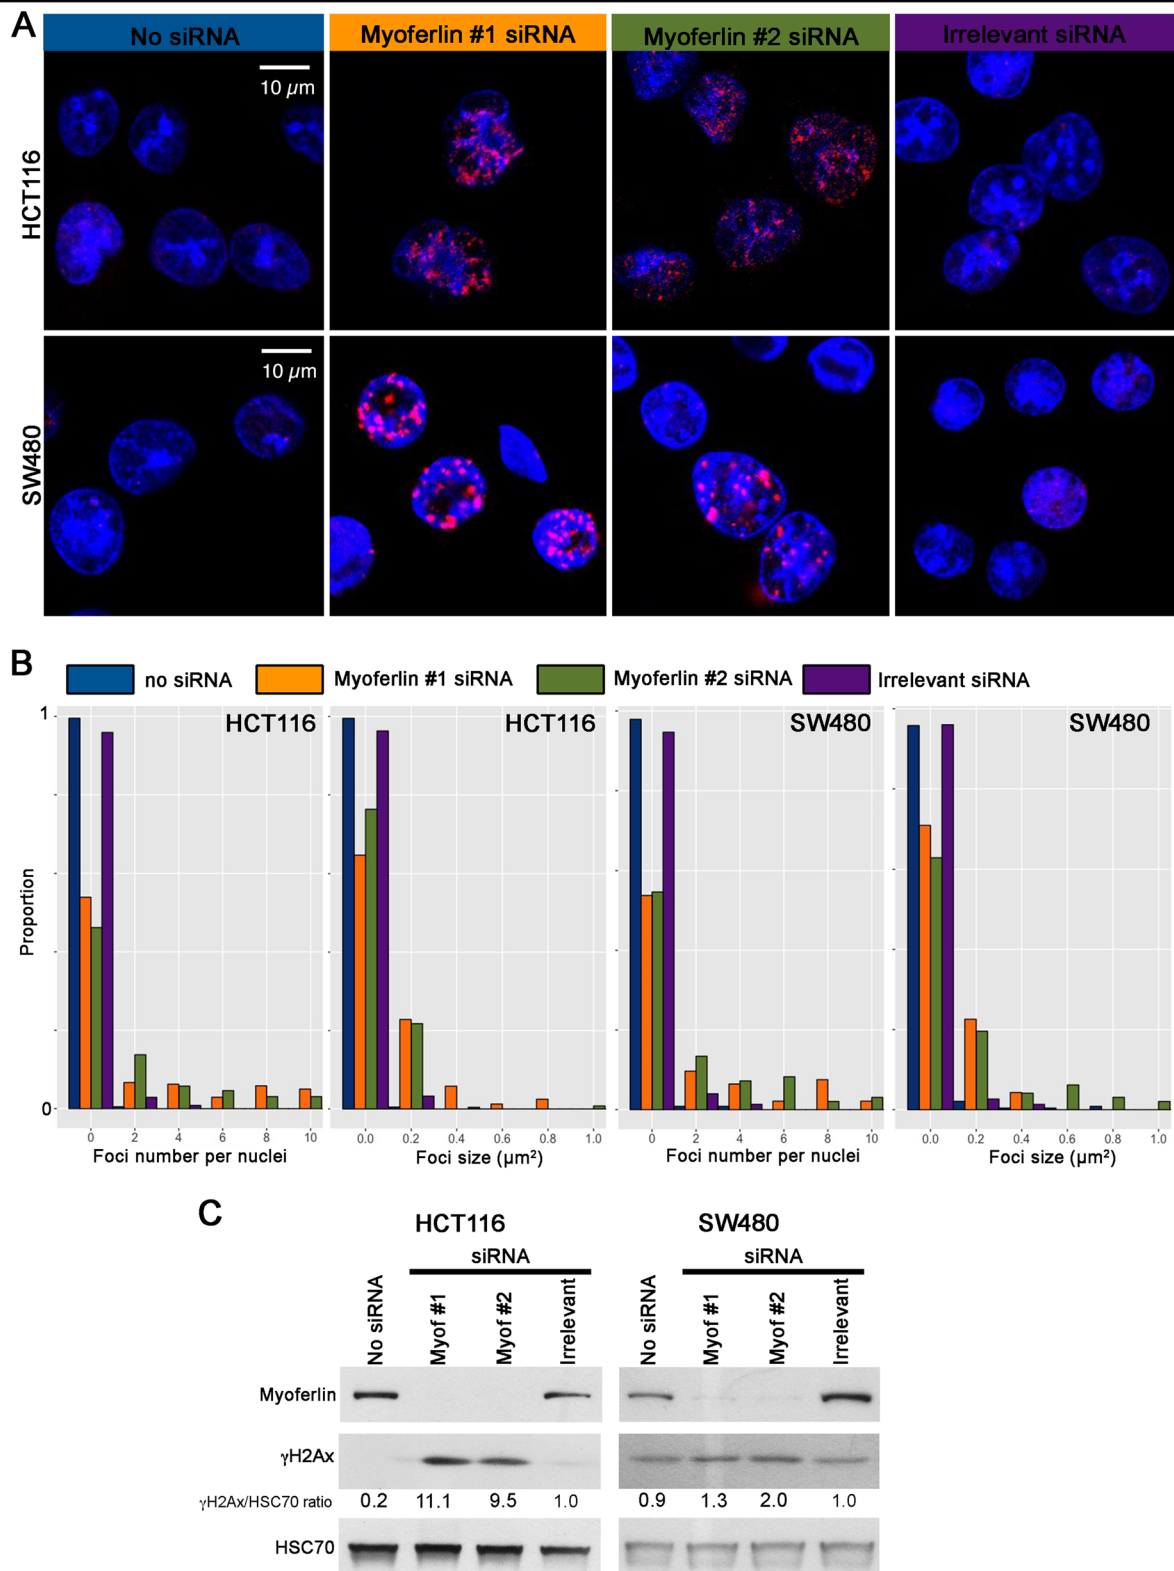 A
No siRNA
Myoferlin #1 siRNA
Myoferlin #2 siRNA
Irrelevant siRNA
HCT116
10 µm
SW480
10 µm
B
no siRNA
Myoferlin #1 siRNA
Myoferlin #2 siRNA
Irrelevant siRNA
HCT116
HCT116
SW480
SW480
1
Proportion
0
0 2 4 6 8 10
0.0 0.2 0.4 0.6 0.8 1.0
0 2 4 6 8 10
0.0 0.2 0.4 0.6 0.8 1.0
Foci number per nuclei
Foci size (µm²)
Foci number per nuclei
Foci size (µm²)
C
HCT116
SW480
siRNA
siRNA
No siRNA
Myof #1
Myof #2
Irrelevant
No siRNA
Myof #1
Myof #2
Irrelevant
Myoferlin
γH2Ax
γH2Ax/HSC70 ratio 0.2 11.1 9.5 1.0 0.9 1.3 2.0 1.0
HSC70